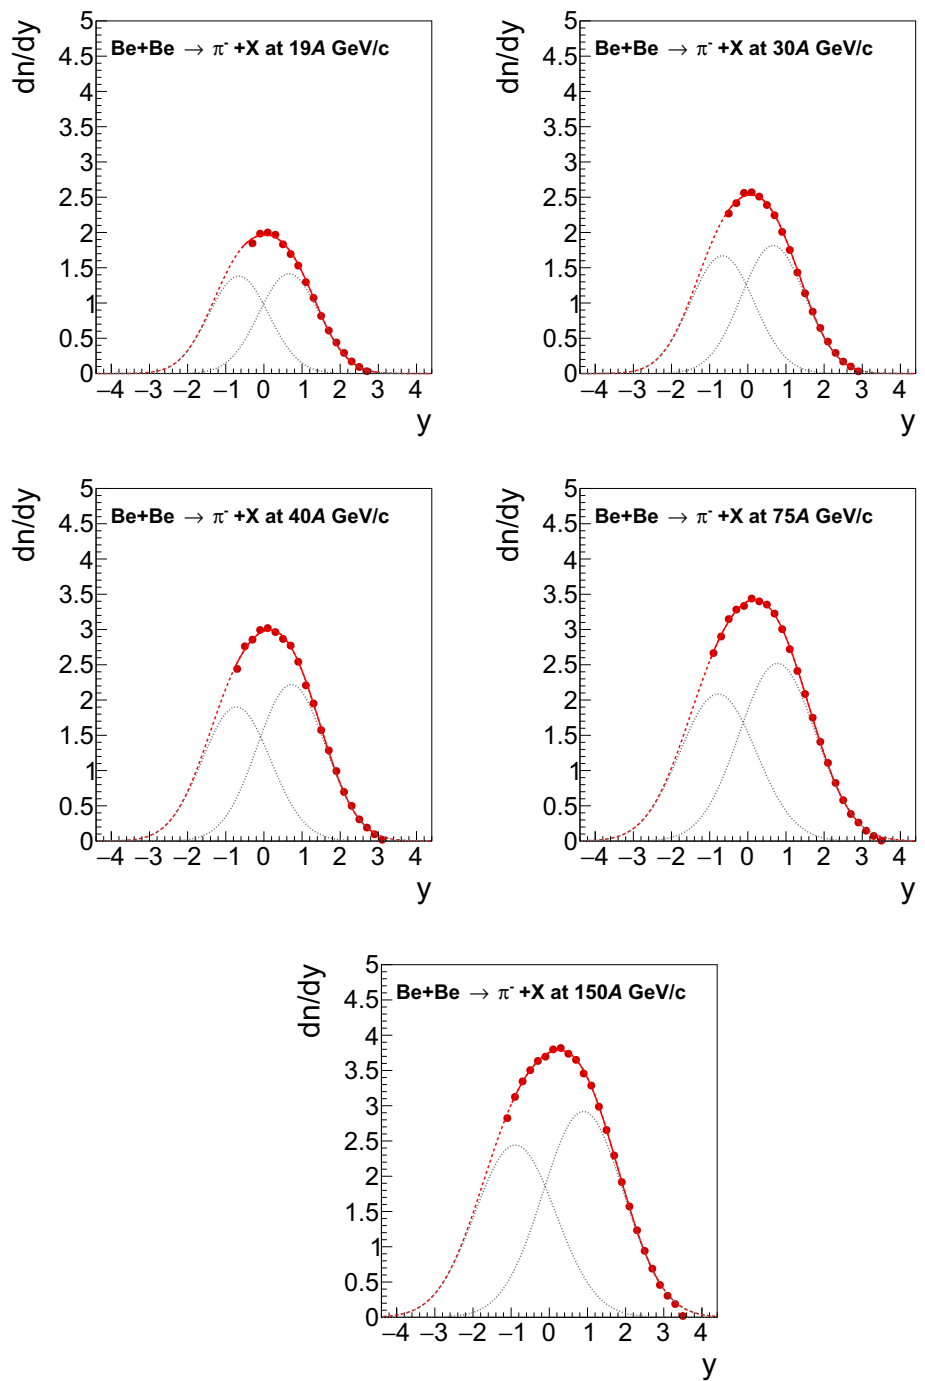 dn/dy
5
4.5
4
3.5
3
2.5
2
1.5
1
0.5
0
Be+Be → π⁻ +X at 19A GeV/c
−4 −3 −2 −1 0 1 2 3 4
y
dn/dy
5
4.5
4
3.5
3
2.5
2
1.5
1
0.5
0
Be+Be → π⁻ +X at 30A GeV/c
−4 −3 −2 −1 0 1 2 3 4
y
dn/dy
5
4.5
4
3.5
3
2.5
2
1.5
1
0.5
0
Be+Be → π⁻ +X at 40A GeV/c
−4 −3 −2 −1 0 1 2 3 4
y
dn/dy
5
4.5
4
3.5
3
2.5
2
1.5
1
0.5
0
Be+Be → π⁻ +X at 75A GeV/c
−4 −3 −2 −1 0 1 2 3 4
y
dn/dy
5
4.5
4
3.5
3
2.5
2
1.5
1
0.5
0
Be+Be → π⁻ +X at 150A GeV/c
−4 −3 −2 −1 0 1 2 3 4
y